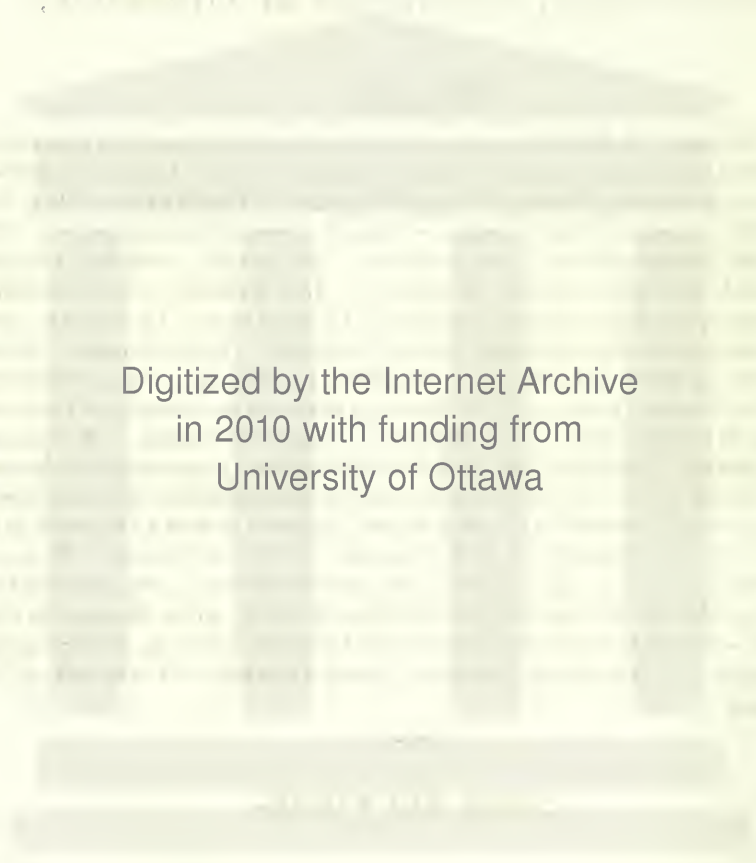 Digitized by the Internet Archive
in 2010 with funding from
University of Ottawa